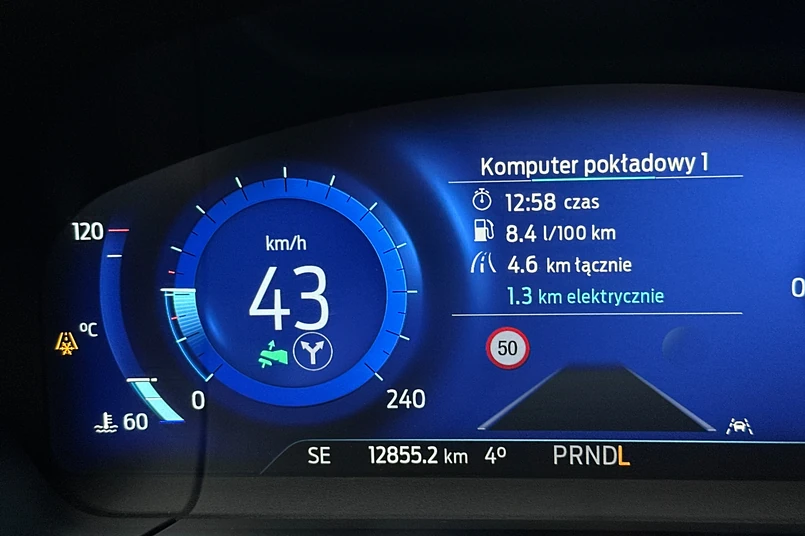 Komputer pokładowy 1
12:58 czas
8.4 l/100 km
4.6 km łącznie
1.3 km elektrycznie
120
°C
60
km/h
43
0
240
50
0
SE 12855.2 km 4° PRNDL